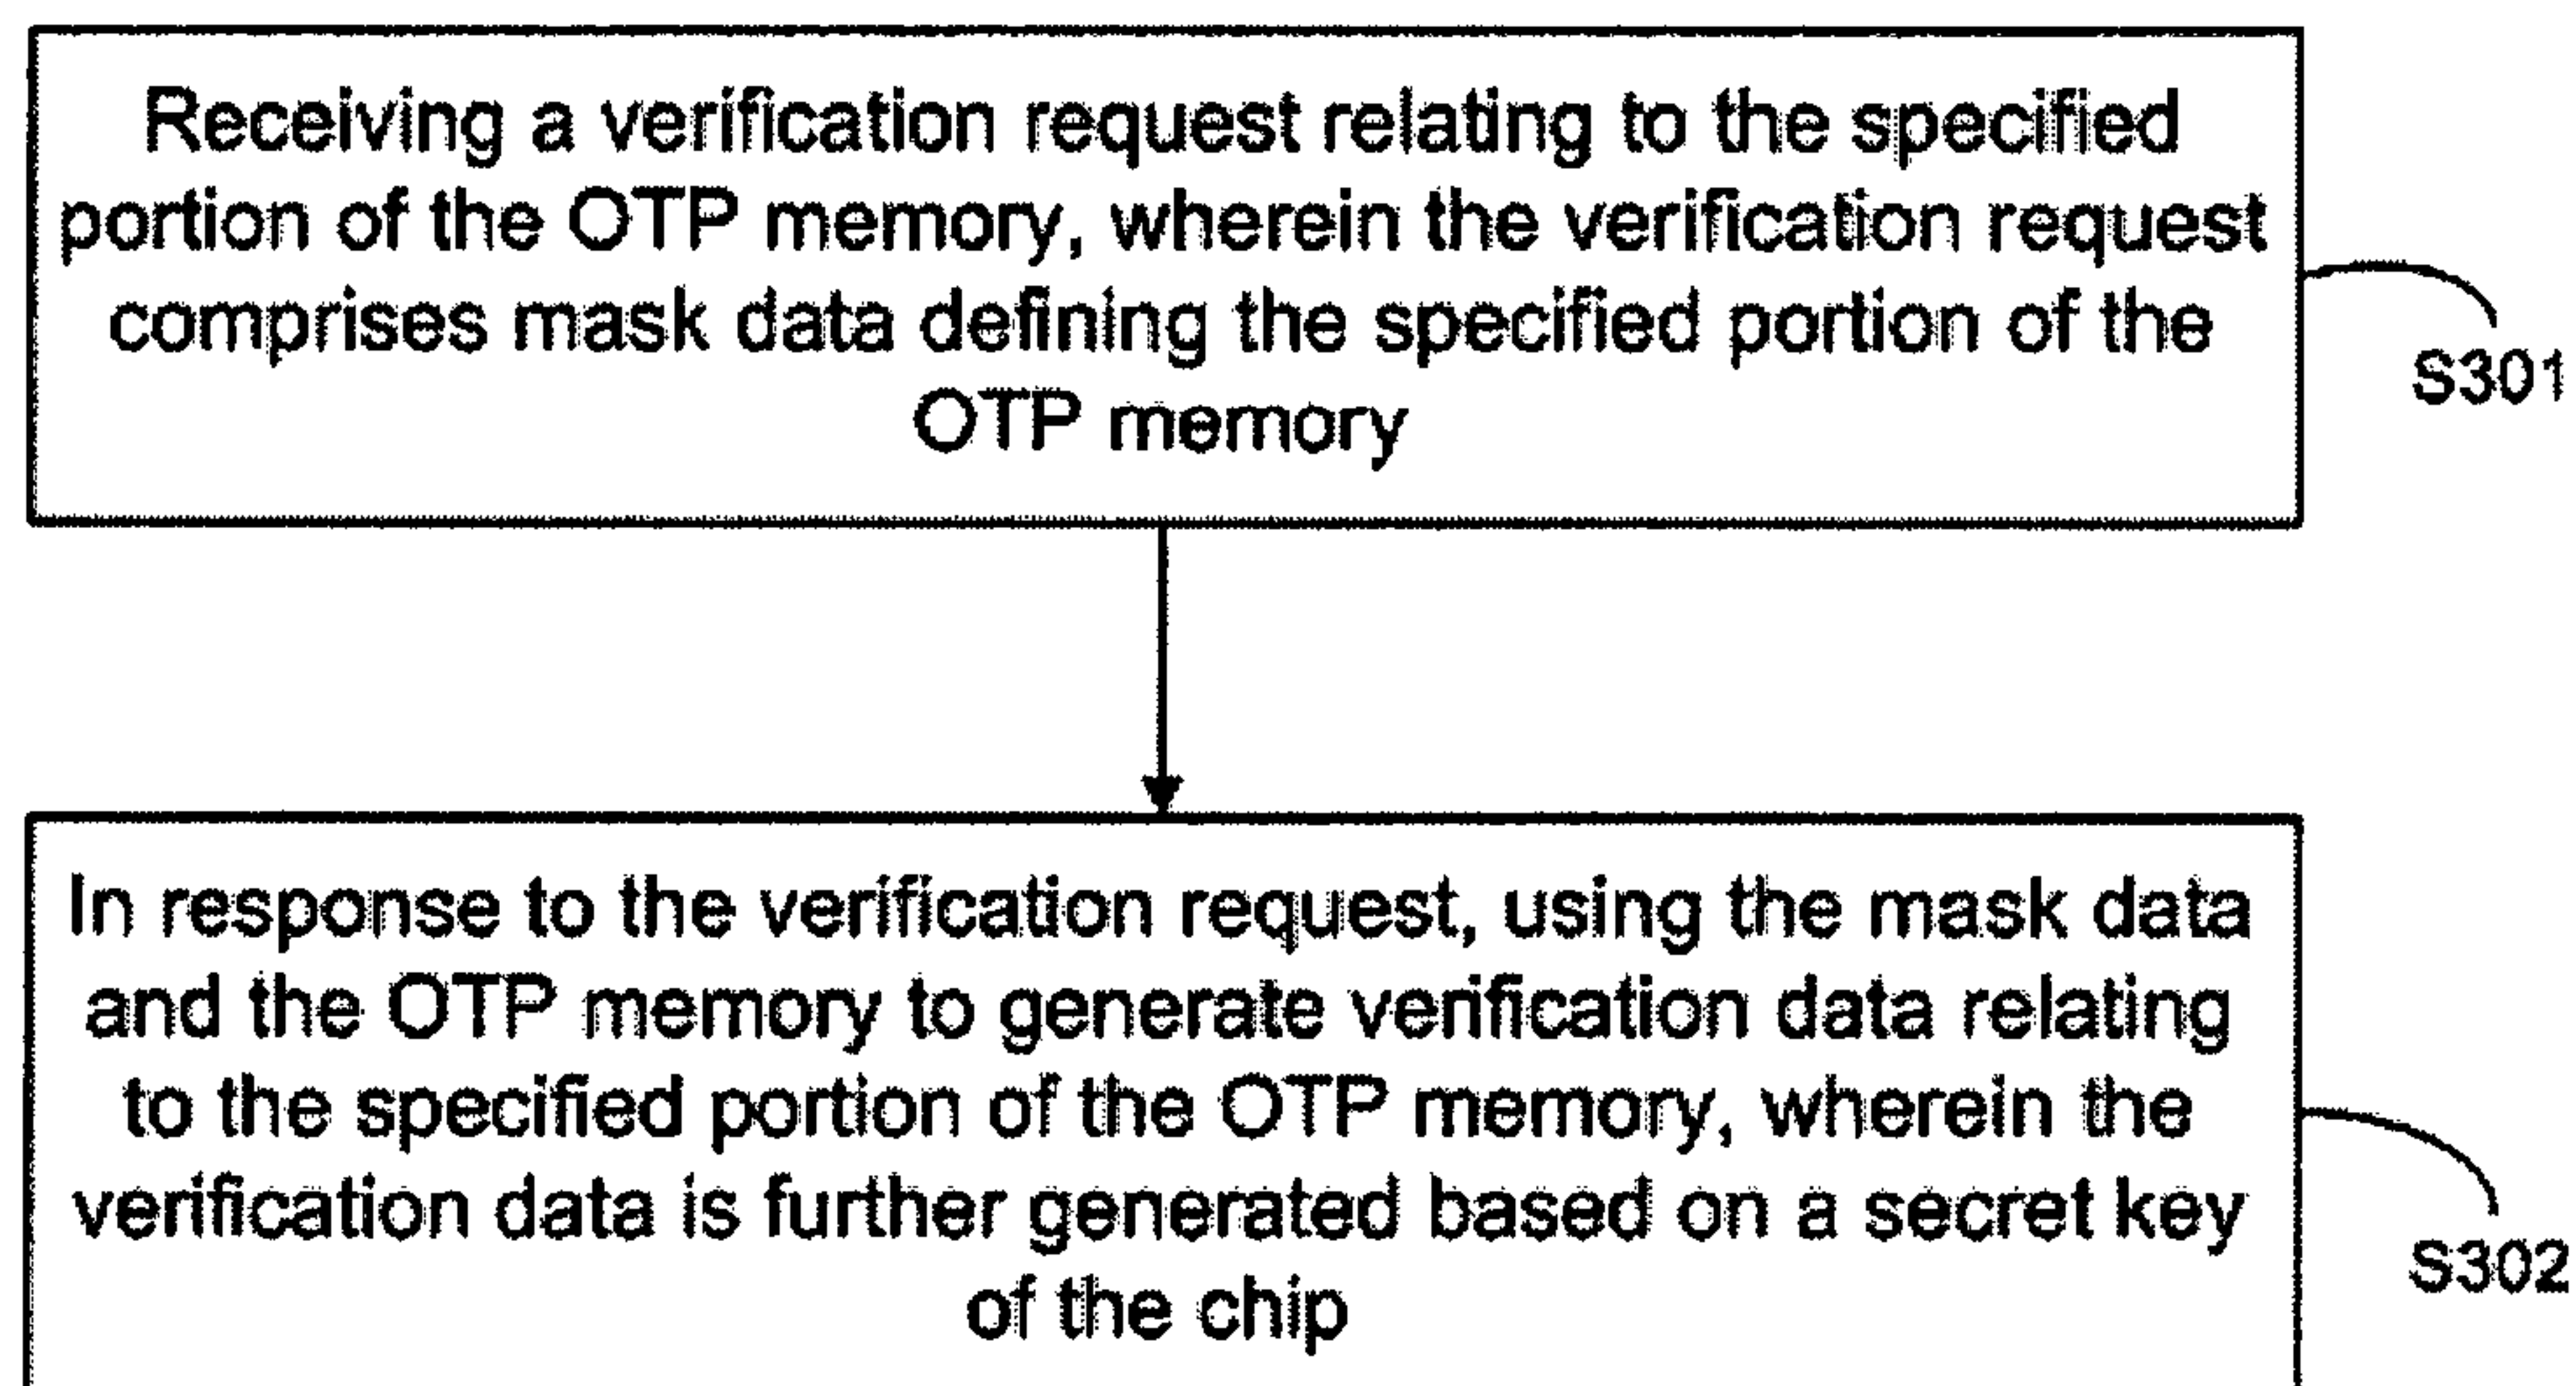 Receiving a verification request relating to the specified
portion of the OTP memory, wherein the verification request
comprises mask data defining the specified portion of the
OTP memory
S301
In response to the verification request, using the mask data
and the OTP memory to generate verification data relating
to the specified portion of the OTP memory, wherein the
verification data is further generated based on a secret key
of the chip
S302